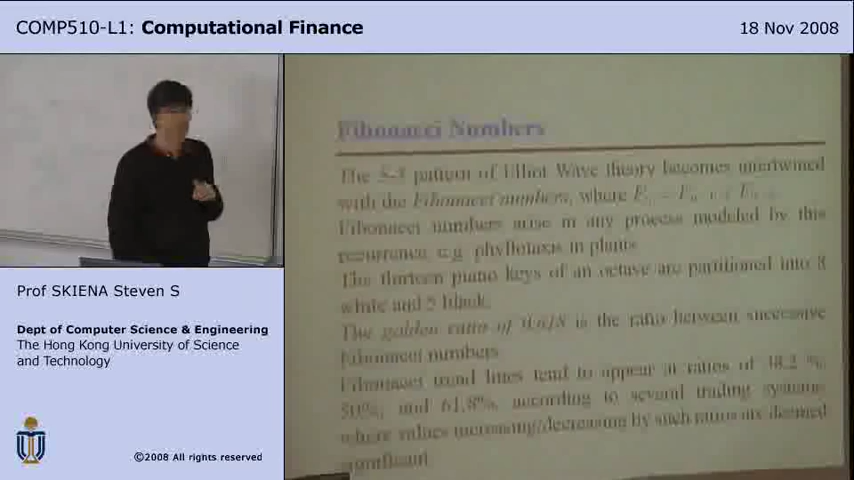 COMP510-L1: Computational Finance
18 Nov 2008
Fibonacci Numbers
The 5-3 pattern of Elliot Wave theory becomes intertwined
with the Fibonacci numbers, where
Fibonacci numbers arise in any process modeled by this
recurrence e.g. phyllotaxis in plants.
The thirteen piano keys of an octave are partitioned into 8
white and 5 black.
The golden ratio of 0.618 is the ratio between successive
Fibonacci numbers.
Fibonacci trend lines tend to appear at ratios of 38.2 %,
50%, and 61.8%, according to several trading systems
where values increasing/decreasing by such ratios are deemed
significant.
Prof SKIENA Steven S
Dept of Computer Science & Engineering
The Hong Kong University of Science
and Technology
©2008 All rights reserved